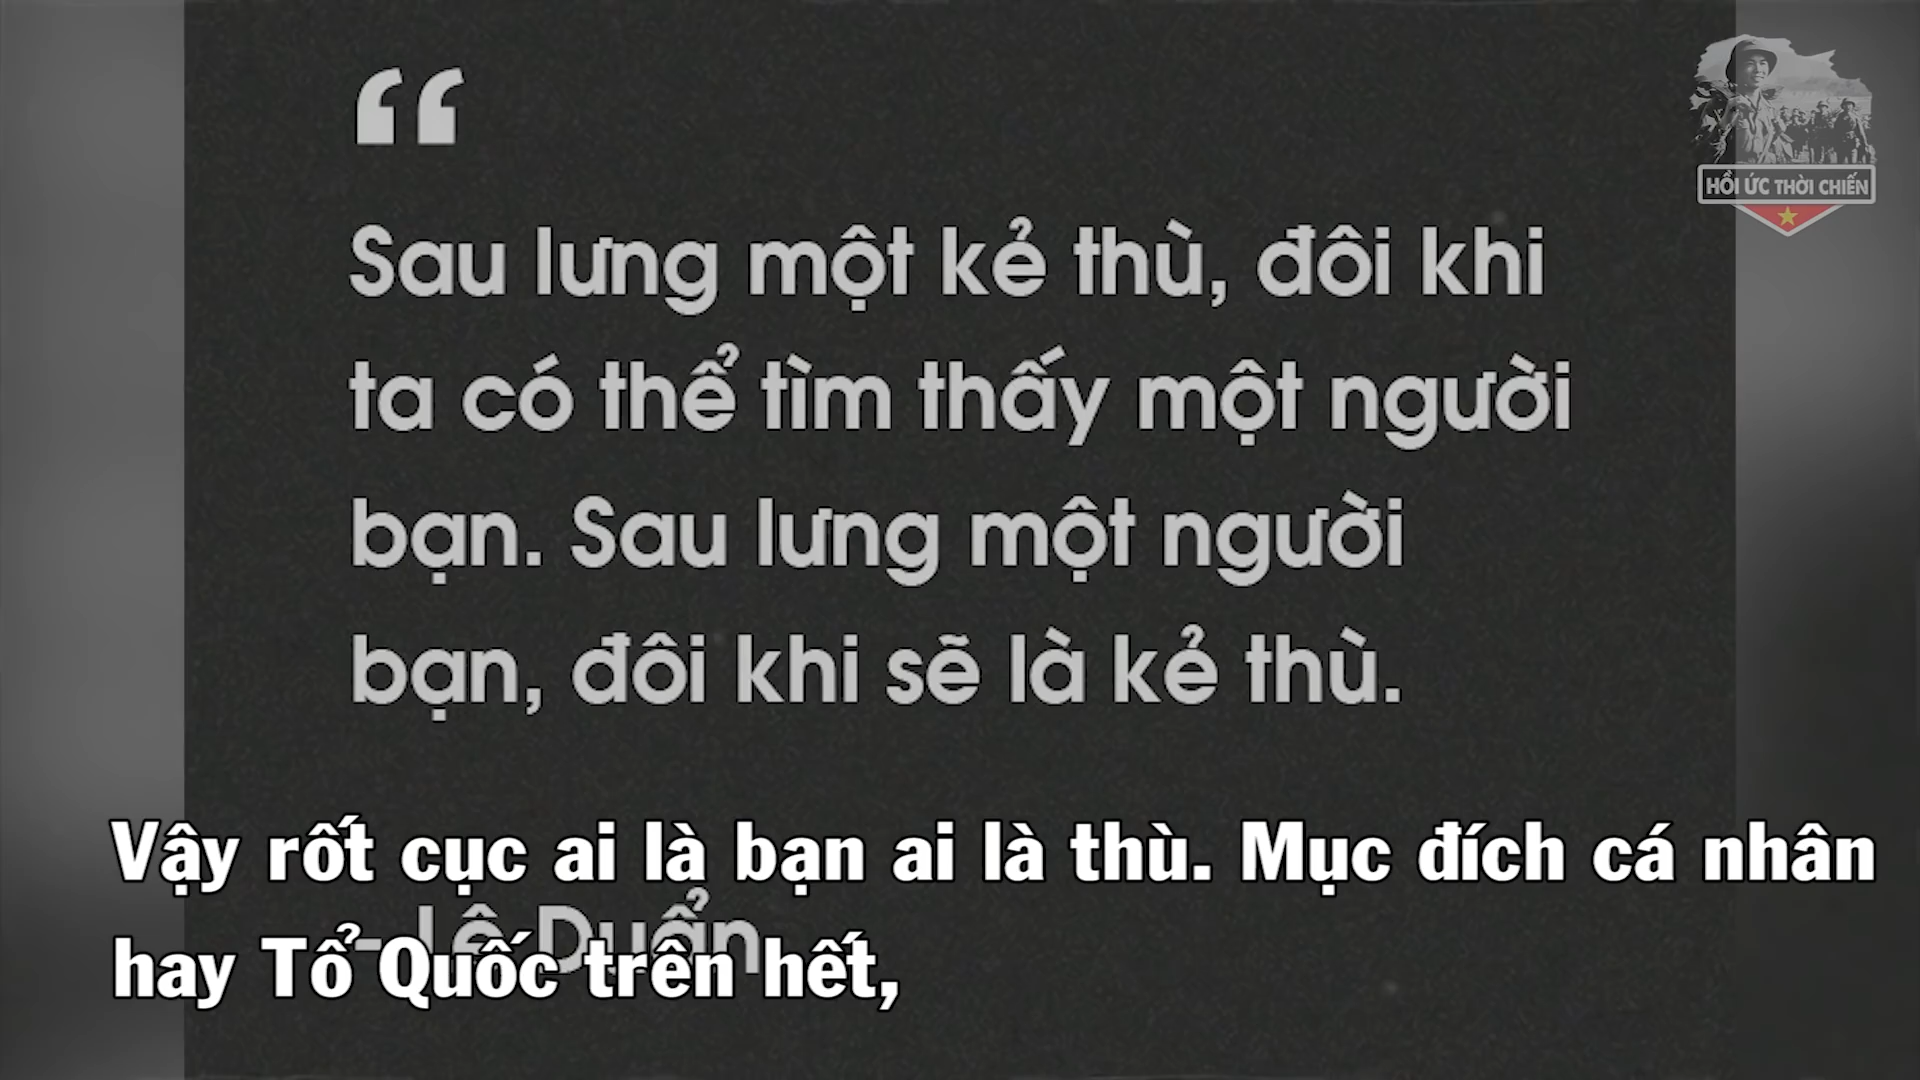 “
HỒI ỨC THỜI CHIẾN
Sau lưng một kẻ thù, đôi khi
ta có thể tìm thấy một người
bạn. Sau lưng một người
bạn, đôi khi sẽ là kẻ thù.
- Lê Duẩn
Vậy rốt cục ai là bạn ai là thù. Mục đích cá nhân
hay Tổ Quốc trên hết,